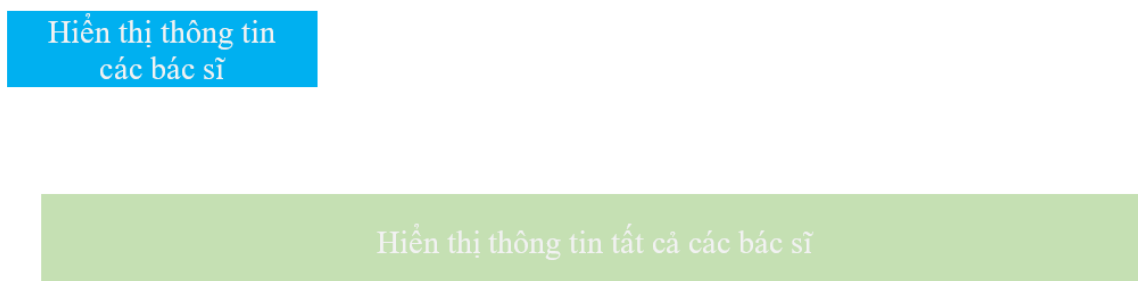 Hiển thị thông tin
các bác sĩ
Hiển thị thông tin tất cả các bác sĩ